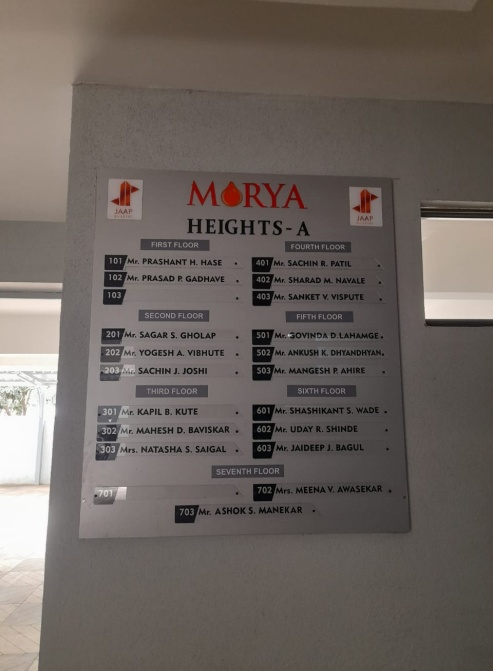 JAAP
MORYA
JAAP
HEIGHTS - A
FIRST FLOOR
101 Mr. PRASHANT H. HASE
102 Mr. PRASAD P. GADHAVE
103
FOURTH FLOOR
401 Mr. SACHIN R. PATIL
402 Mr. SHARAD M. NAVALE
403 Mr. SANKET V. VISPUTE
SECOND FLOOR
201 Mr. SAGAR S. GHOLAP
202 Mr. YOGESH A. VIBHUTE
203 Mr. SACHIN J. JOSHI
FIFTH FLOOR
501 Mr. GOVINDA D. LAHAMGE
502 Mr. ANKUSH K. DHYANDHYAN
503 Mr. MANGESH P. AHIRE
THIRD FLOOR
301 Mr. KAPIL B. KUTE
302 Mr. MAHESH D. BAVISKAR
303 Mrs. NATASHA S. SAIGAL
SIXTH FLOOR
601 Mr. SHASHIKANT S. WADE
602 Mr. UDAY R. SHINDE
603 Mr. JAIDEEP J. BAGUL
SEVENTH FLOOR
701
702 Mrs. MEENA V. AWASEKAR
703 Mr. ASHOK S. MANEKAR